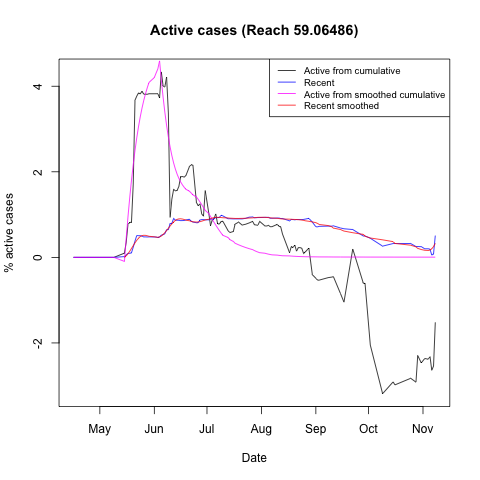 Active cases (Reach 59.06486)
Active from cumulative
Recent
Active from smoothed cumulative
Recent smoothed
% active cases
4
2
0
-2
May Jun Jul Aug Sep Oct Nov
Date